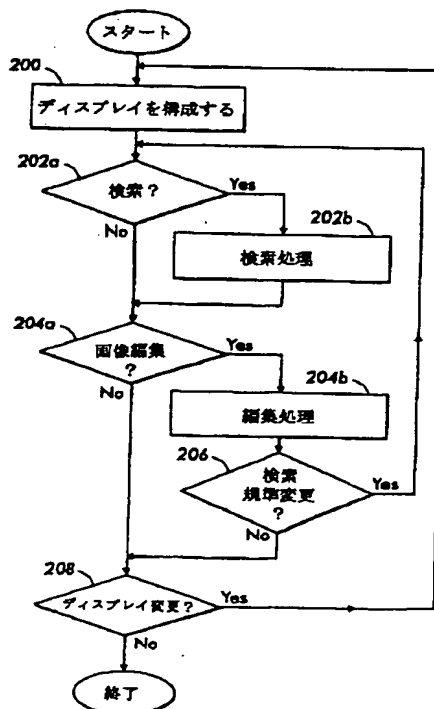 スタート
200
ディスプレイを構成する
202a
検索?
Yes
No
202b
検索処理
204a
画像編集
?
Yes
No
204b
編集処理
206
検索
規準変更
?
Yes
No
208
ディスプレイ変更?
Yes
No
終了